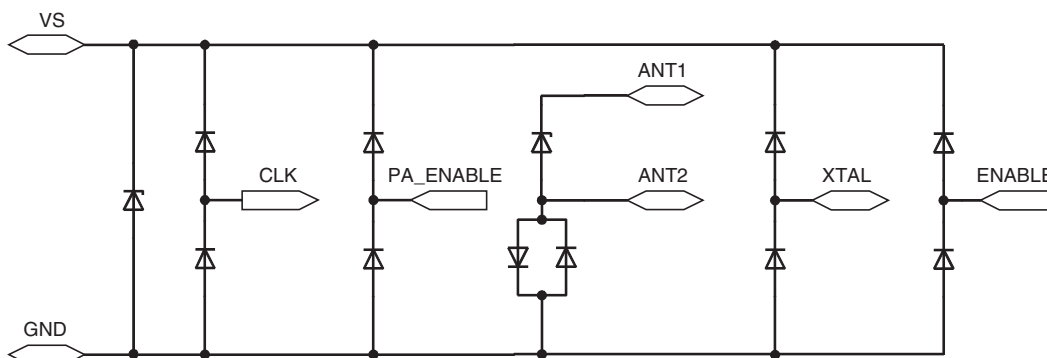 VS
ANT1
CLK
PA_ENABLE
ANT2
XTAL
ENABLE
GND